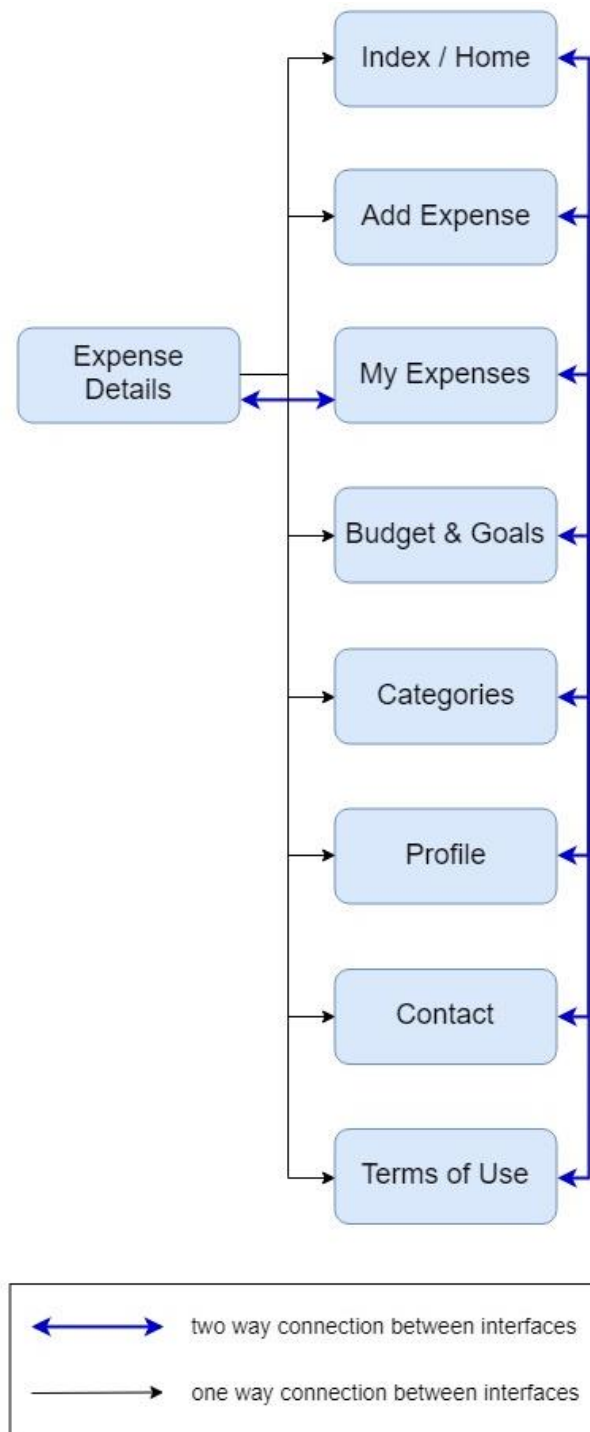 Index / Home
Add Expense
Expense
Details
My Expenses
Budget & Goals
Categories
Profile
Contact
Terms of Use
two way connection between interfaces
one way connection between interfaces